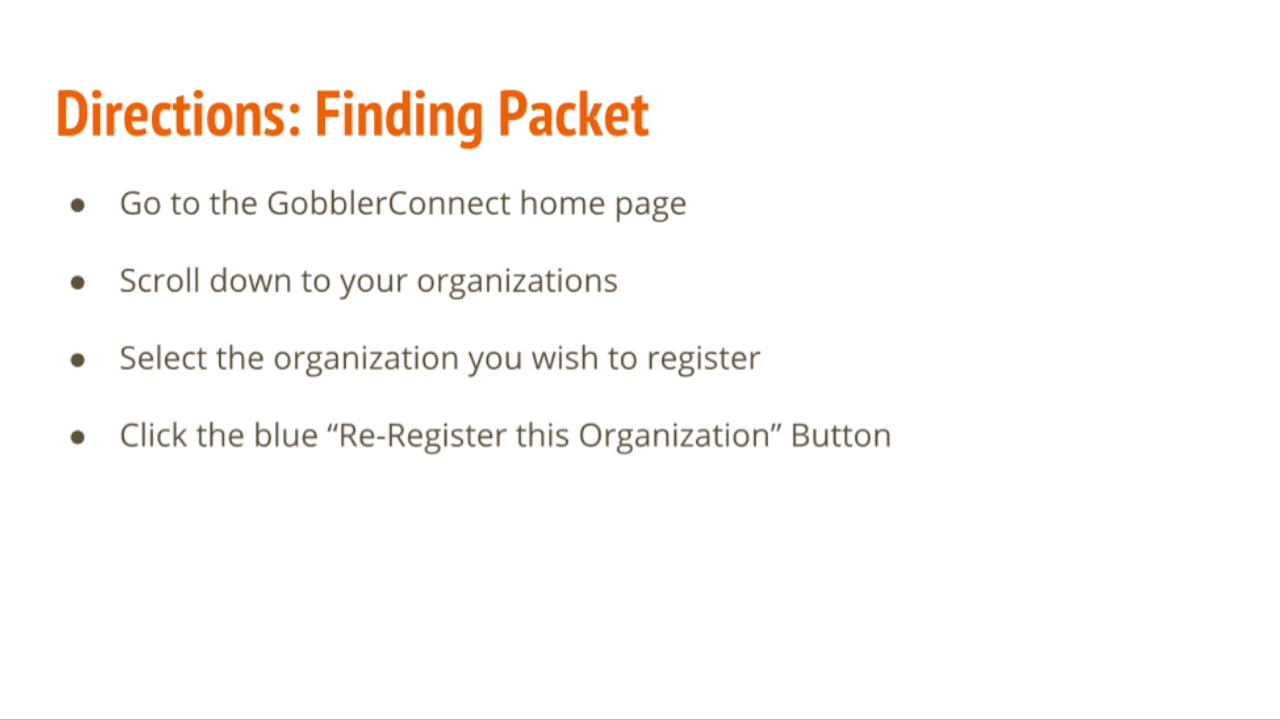 Directions: Finding Packet
● Go to the GobblerConnect home page
● Scroll down to your organizations
● Select the organization you wish to register
● Click the blue “Re-Register this Organization” Button